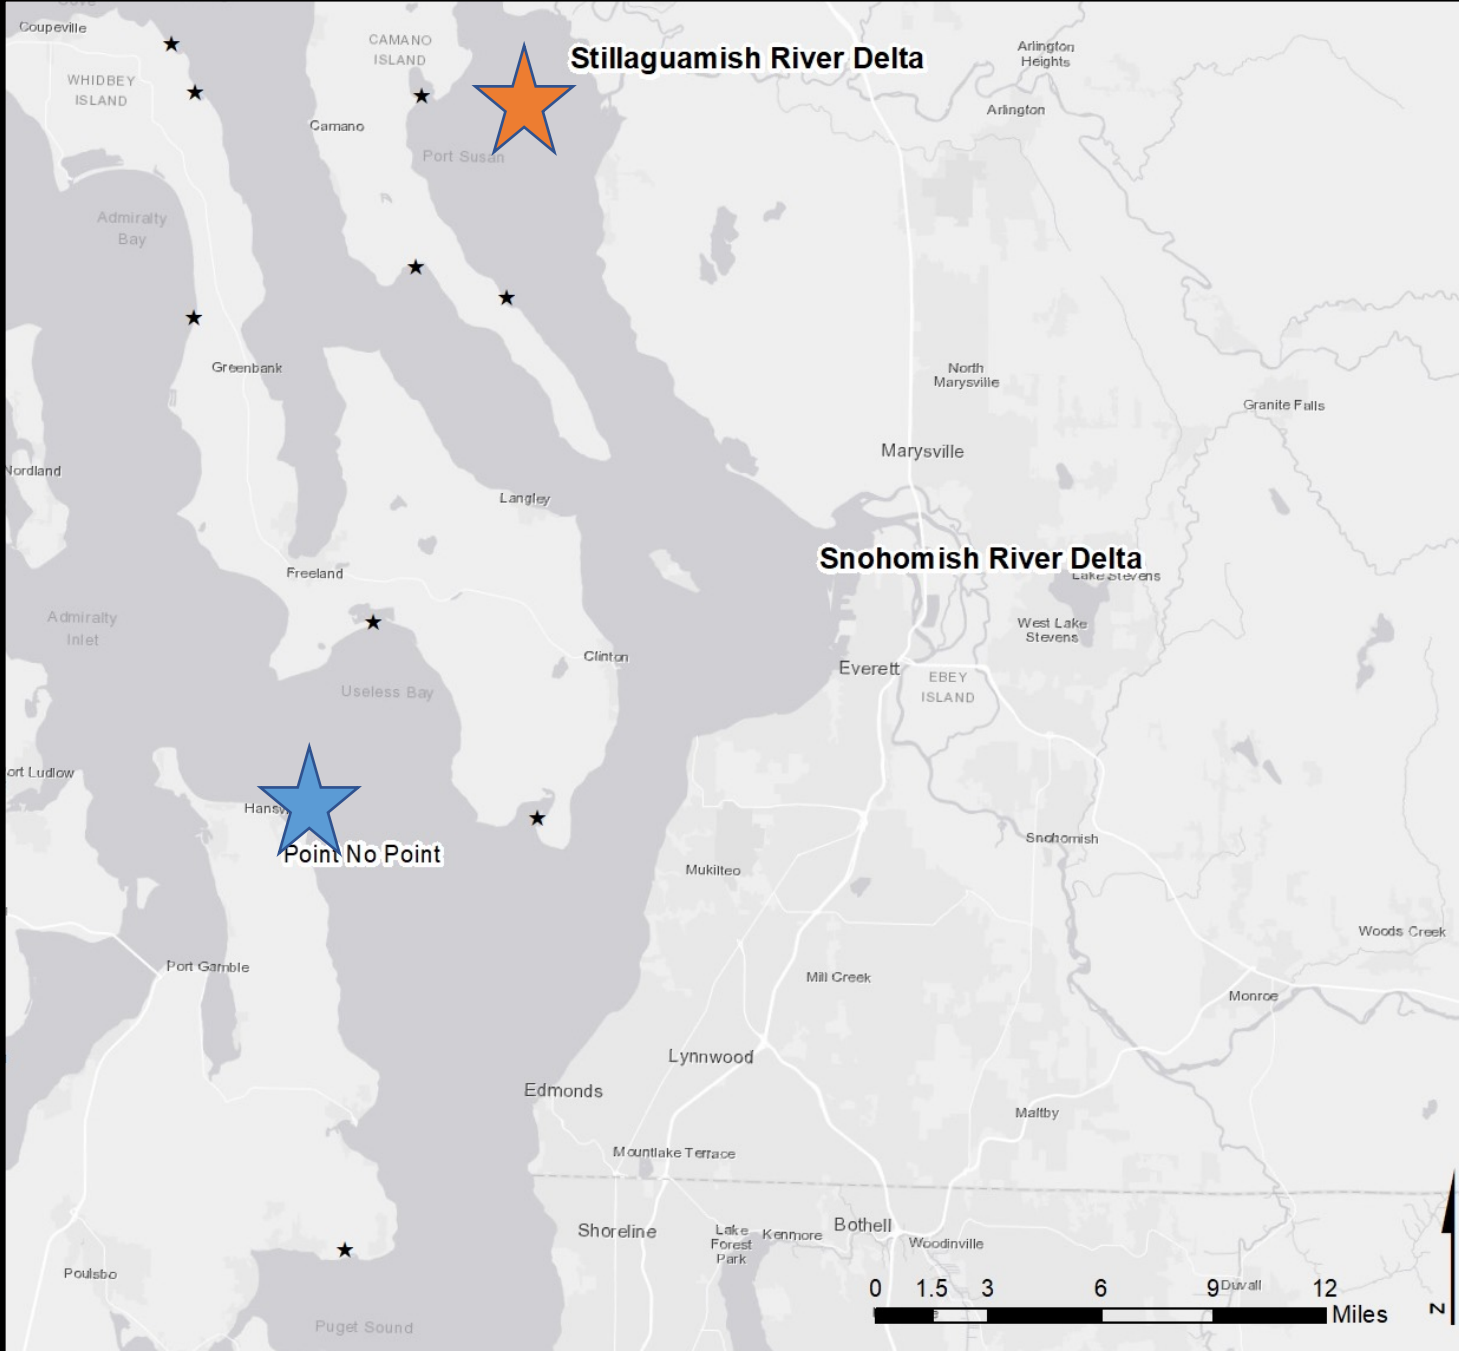 Coupeville
WHIDBEY
ISLAND
CAMANO
ISLAND
Stillaguamish River Delta
Arlington
Heights
Arlington
Camano
Port Susan
Admiralty
Bay
Greenbank
North
Marysville
Granite Falls
Marysville
Nordland
Langley
Snohomish River Delta
Lake Stevens
Freeland
Admiralty
Inlet
West Lake
Stevens
Clinton
Everett
EBEY
ISLAND
Useless Bay
ort Ludlow
Hansv
Point No Point
Snohomish
Mukilteo
Woods Creek
Port Gamble
Mill Creek
Monroe
Lynnwood
Edmonds
Maltby
Mountlake Terrace
Shoreline
Lake
Forest
Park
Kenmore
Bothell
Woodinville
Poulsbo
Duvall
0 1.5 3 6 9 12
Miles
N
Puget Sound